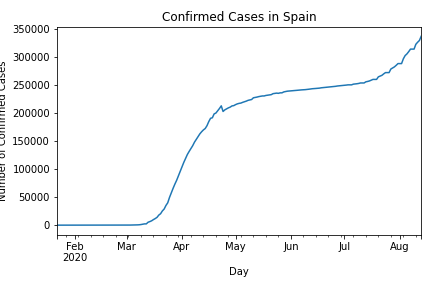 Confirmed Cases in Spain
Number of Confirmed Cases
350000
300000
250000
200000
150000
100000
50000
0
Feb Mar Apr May Jun Jul Aug
2020
Day